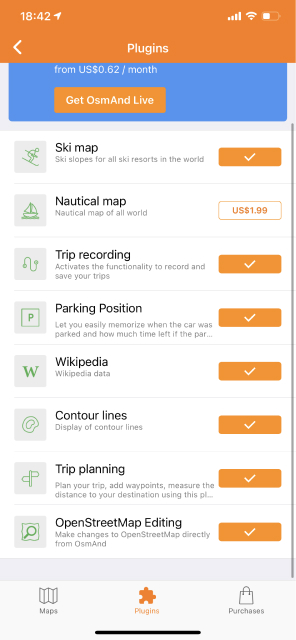 18:42
Plugins
from US$0.62 / month
Get OsmAnd Live
Ski map
Ski slopes for all ski resorts in the world
Nautical map
Nautical map of all world
US$1.99
Trip recording
Activates the functionality to record and
save your trips
P
Parking Position
Let you easily memorize when the car was
parked and how much time left if the par...
W
Wikipedia
Wikipedia data
Contour lines
Display of contour lines
Trip planning
Plan your trip, add waypoints, measure the
distance to your destination using this pl...
OpenStreetMap Editing
Make changes to OpenStreetMap directly
from OsmAnd
Maps
Plugins
Purchases